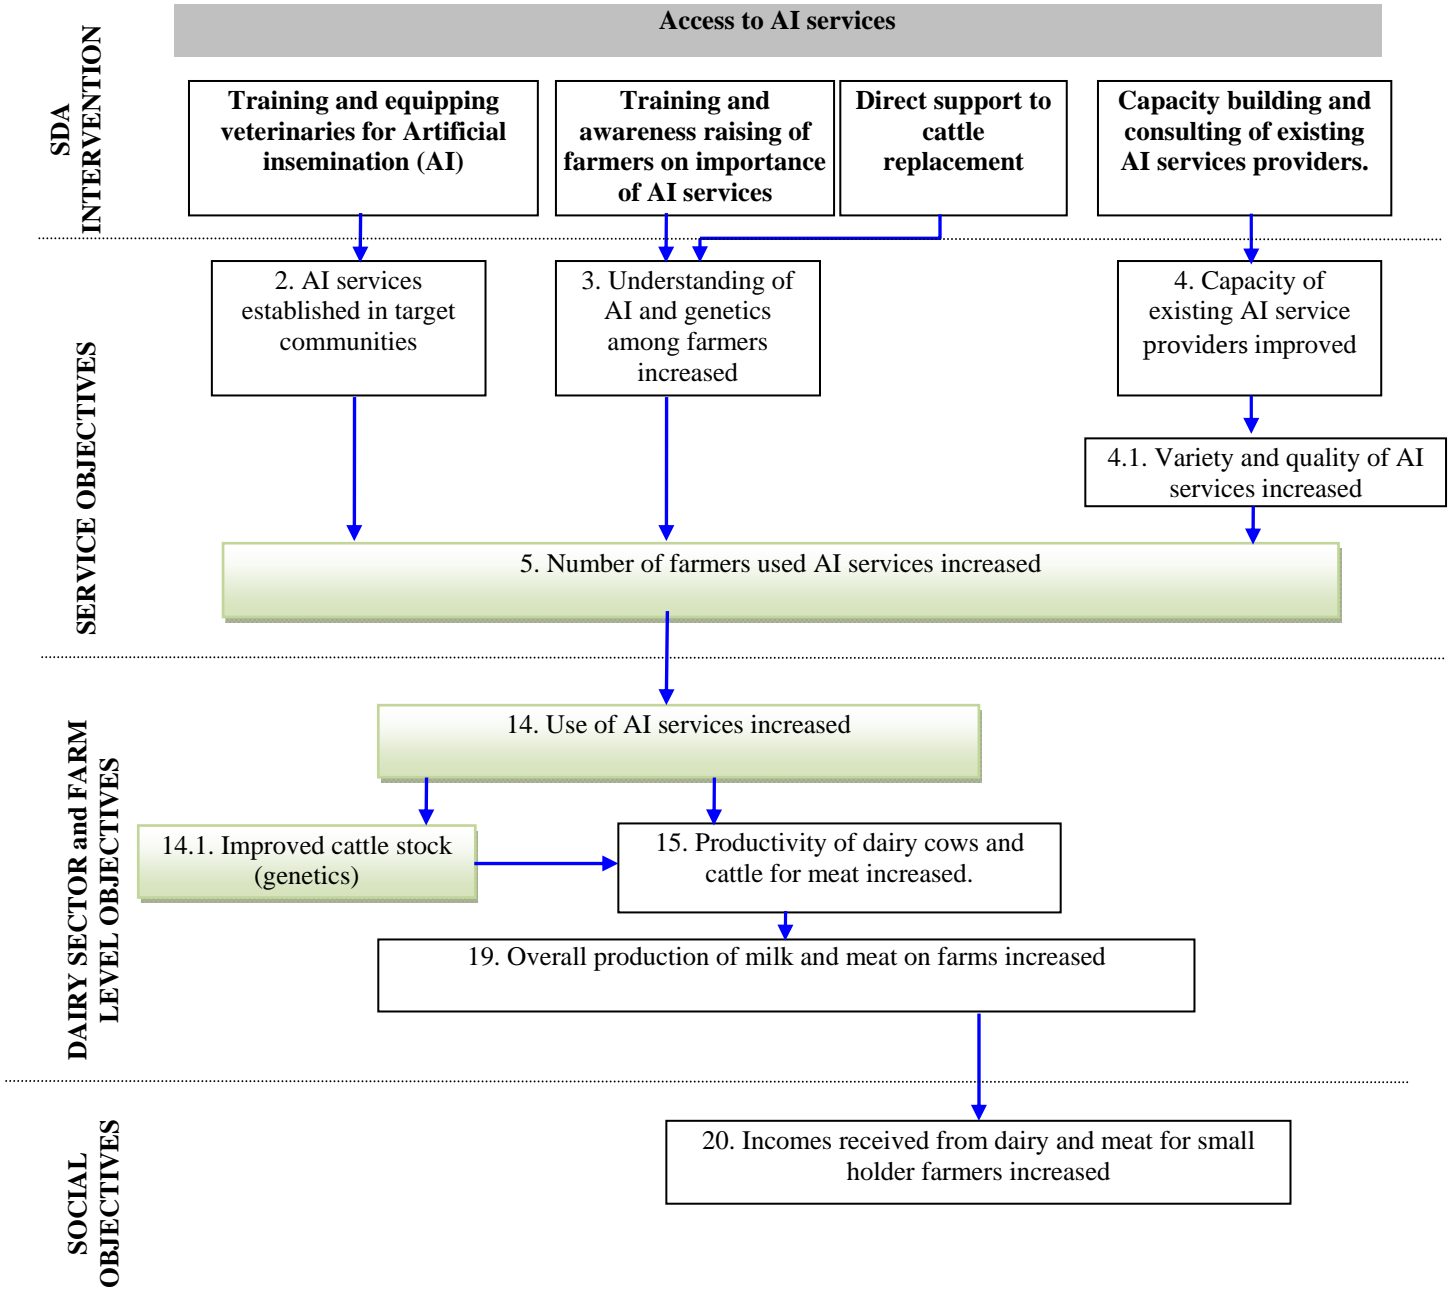 Access to AI services
SDA
INTERVENTION
Training and equipping
veterinaries for Artificial
insemination (AI)
Training and
awareness raising of
farmers on importance
of AI services
Direct support to
cattle
replacement
Capacity building and
consulting of existing
AI services providers.
SERVICE OBJECTIVES
2. AI services
established in target
communities
3. Understanding of
AI and genetics
among farmers
increased
4. Capacity of
existing AI service
providers improved
4.1. Variety and quality of AI
services increased
5. Number of farmers used AI services increased
DAIRY SECTOR and FARM
LEVEL OBJECTIVES
14. Use of AI services increased
14.1. Improved cattle stock
(genetics)
15. Productivity of dairy cows and
cattle for meat increased.
19. Overall production of milk and meat on farms increased
SOCIAL
OBJECTIVES
20. Incomes received from dairy and meat for small
holder farmers increased